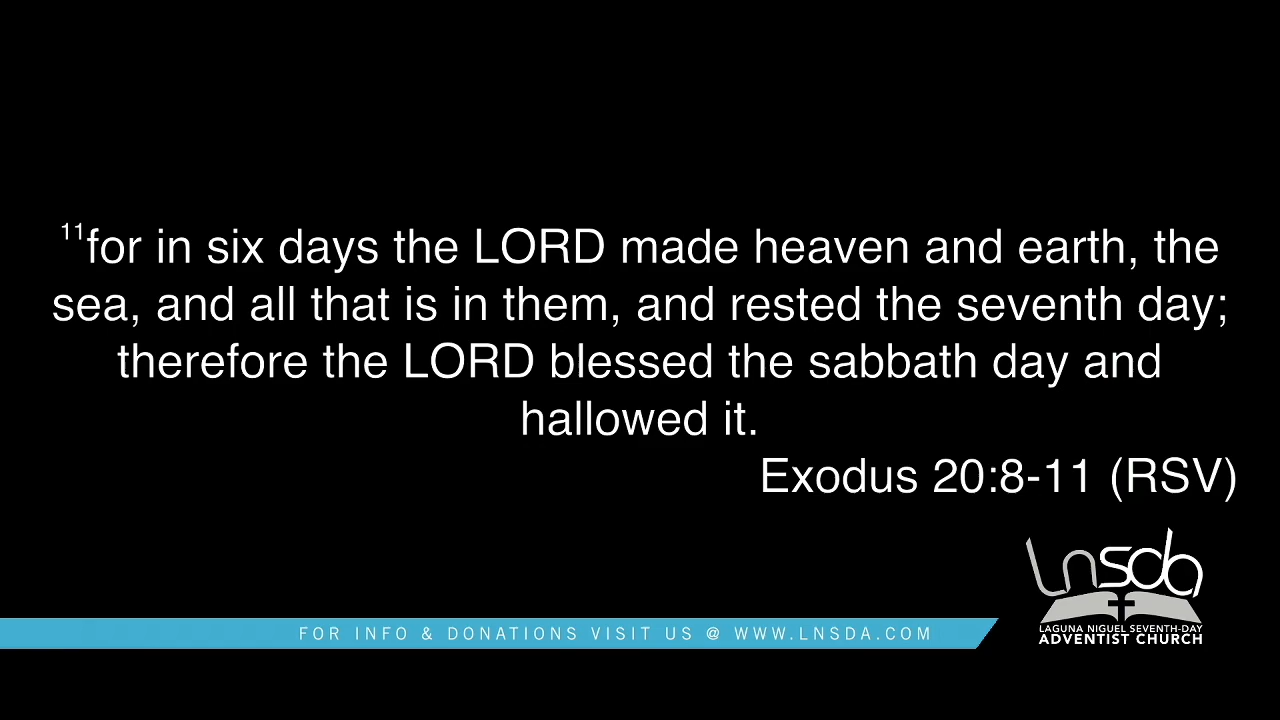 11for in six days the LORD made heaven and earth, the
sea, and all that is in them, and rested the seventh day;
therefore the LORD blessed the sabbath day and
hallowed it.
Exodus 20:8-11 (RSV)
Lnsda
LAGUNA NIGUEL SEVENTH-DAY
ADVENTIST CHURCH
FOR INFO & DONATIONS VISIT US @ WWW.LNSDA.COM